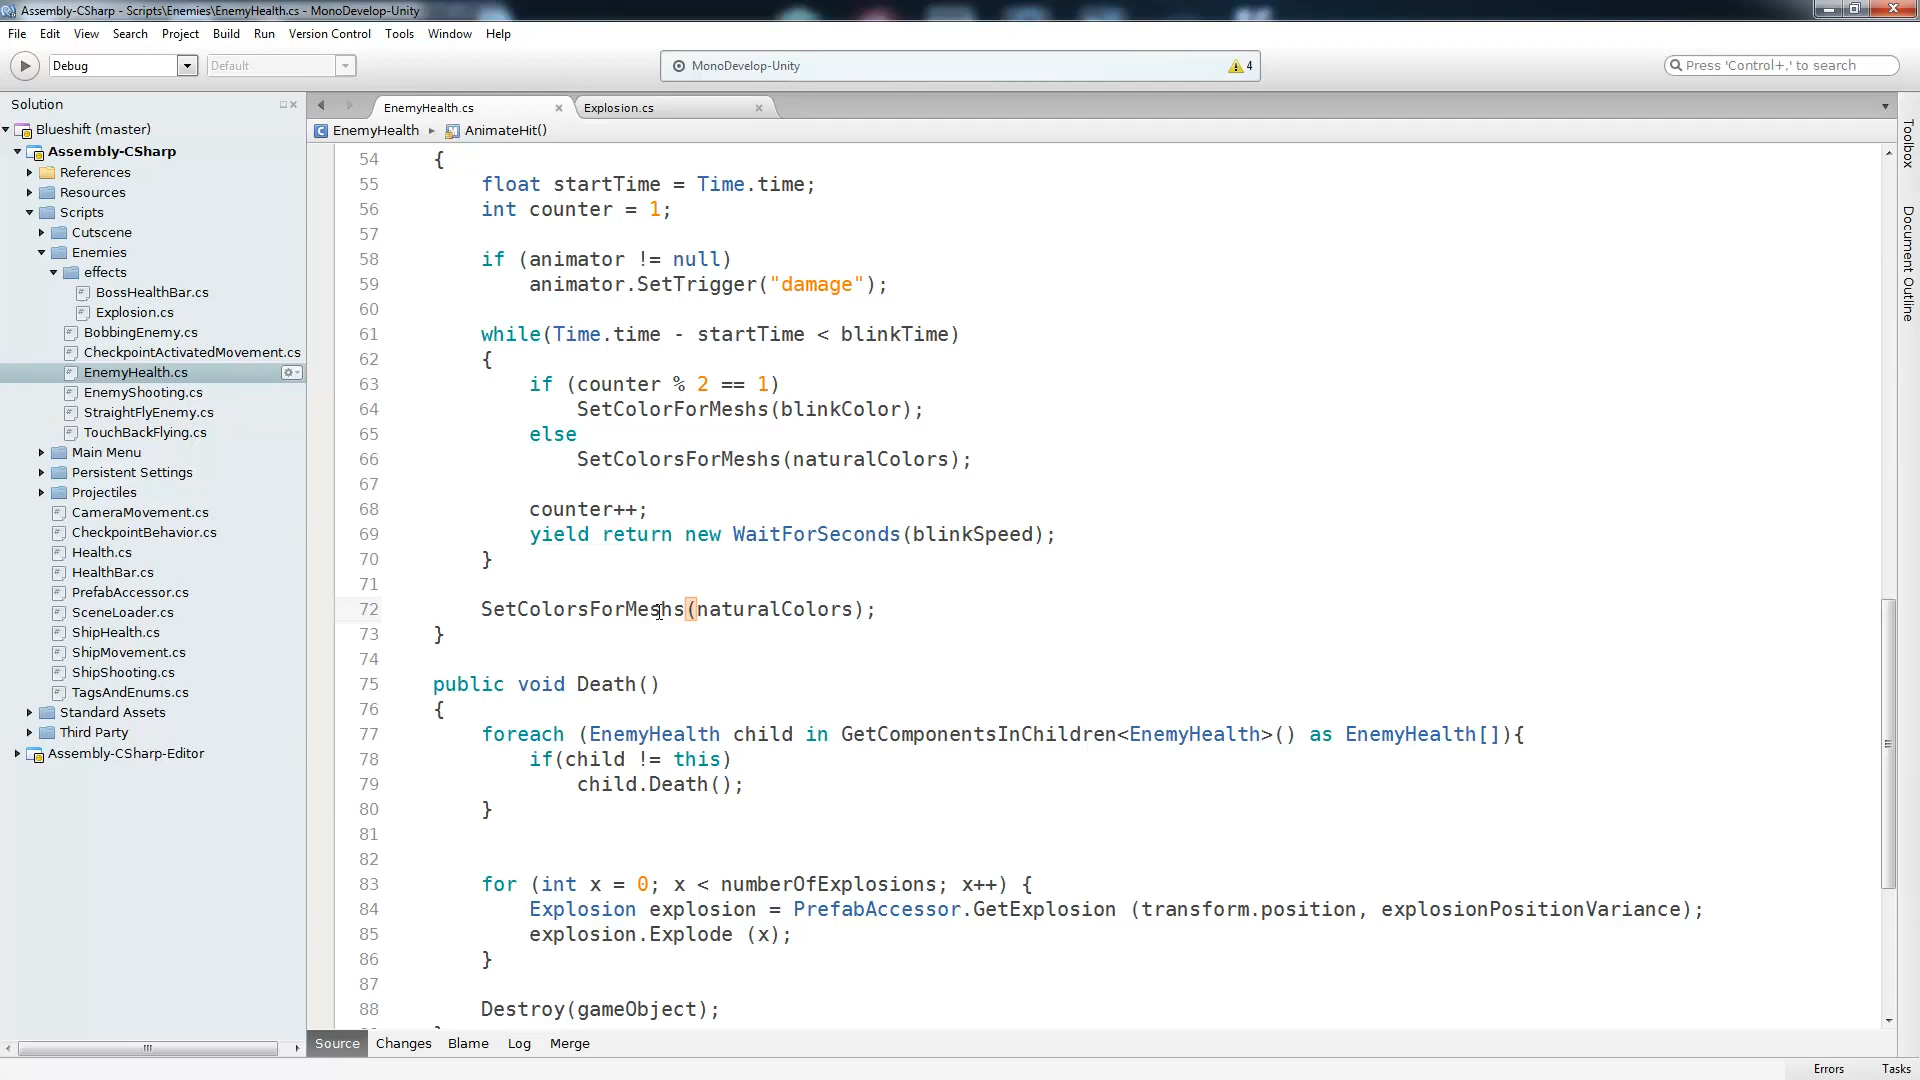 Assembly-CSharp - Scripts\Enemies\EnemyHealth.cs - MonoDevelop-Unity
File Edit View Search Project Build Run Version Control Tools Window Help
Debug Default MonoDevelop-Unity 4 Press 'Control+,' to search
Solution
Blueshift (master)
Assembly-CSharp
References
Resources
Scripts
Cutscene
Enemies
effects
BossHealthBar.cs
Explosion.cs
BobbingEnemy.cs
CheckpointActivatedMovement.cs
EnemyHealth.cs
EnemyShooting.cs
StraightFlyEnemy.cs
TouchBackFlying.cs
Main Menu
Persistent Settings
Projectiles
CameraMovement.cs
CheckpointBehavior.cs
Health.cs
HealthBar.cs
PrefabAccessor.cs
SceneLoader.cs
ShipHealth.cs
ShipMovement.cs
ShipShooting.cs
TagsAndEnums.cs
Standard Assets
Third Party
Assembly-CSharp-Editor
EnemyHealth.cs Explosion.cs
EnemyHealth AnimateHit()
54 {
55 float startTime = Time.time;
56 int counter = 1;
57
58 if (animator != null)
59 animator.SetTrigger("damage");
60
61 while(Time.time - startTime < blinkTime)
62 {
63 if (counter % 2 == 1)
64 SetColorForMeshs(blinkColor);
65 else
66 SetColorsForMeshs(naturalColors);
67
68 counter++;
69 yield return new WaitForSeconds(blinkSpeed);
70 }
71
72 SetColorsForMeshs(naturalColors);
73 }
74
75 public void Death()
76 {
77 foreach (EnemyHealth child in GetComponentsInChildren<EnemyHealth>() as EnemyHealth[]){
78 if(child != this)
79 child.Death();
80 }
81
82
83 for (int x = 0; x < numberOfExplosions; x++) {
84 Explosion explosion = PrefabAccessor.GetExplosion (transform.position, explosionPositionVariance);
85 explosion.Explode (x);
86 }
87
88 Destroy(gameObject);
Source Changes Blame Log Merge
Toolbox
Document Outline
Errors Tasks